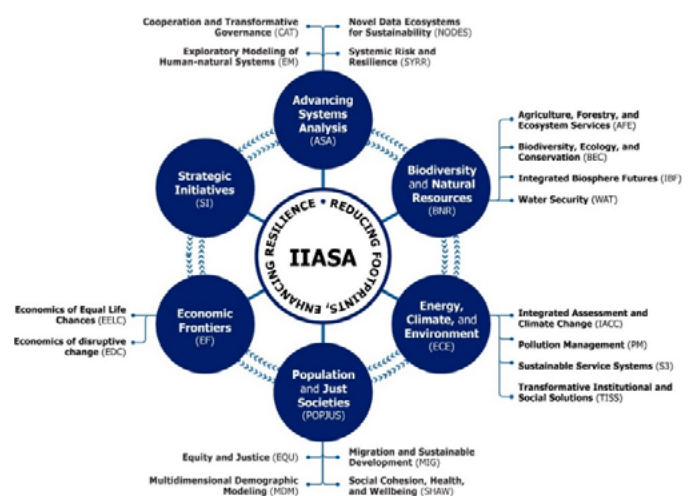 Cooperation and Transformative
Governance (CAT)
Exploratory Modeling of
Human-natural Systems (EM)
Novel Data Ecosystems
for Sustainability (NODES)
Systemic Risk and
Resilience (SYRR)
Advancing
Systems
Analysis
(ASA)
Strategic
Initiatives
(SI)
Biodiversity
and Natural
Resources
(BNR)
Agriculture, Forestry, and
Ecosystem Services (AFE)
Biodiversity, Ecology, and
Conservation (BEC)
Integrated Biosphere Futures (IBF)
Water Security (WAT)
REDUCING FOOTPRINTS, ENHANCING RESILIENCE •
IIASA
Economics of Equal Life
Chances (EELC)
Economics of disruptive
change (EDC)
Economic
Frontiers
(EF)
Energy,
Climate, and
Environment
(ECE)
Integrated Assessment and
Climate Change (IACC)
Pollution Management (PM)
Sustainable Service Systems (S3)
Transformative Institutional and
Social Solutions (TISS)
Population
and Just
Societies
(POPJUS)
Equity and Justice (EQU)
Multidimensional Demographic
Modeling (MDM)
Migration and Sustainable
Development (MIG)
Social Cohesion, Health,
and Wellbeing (SHAW)